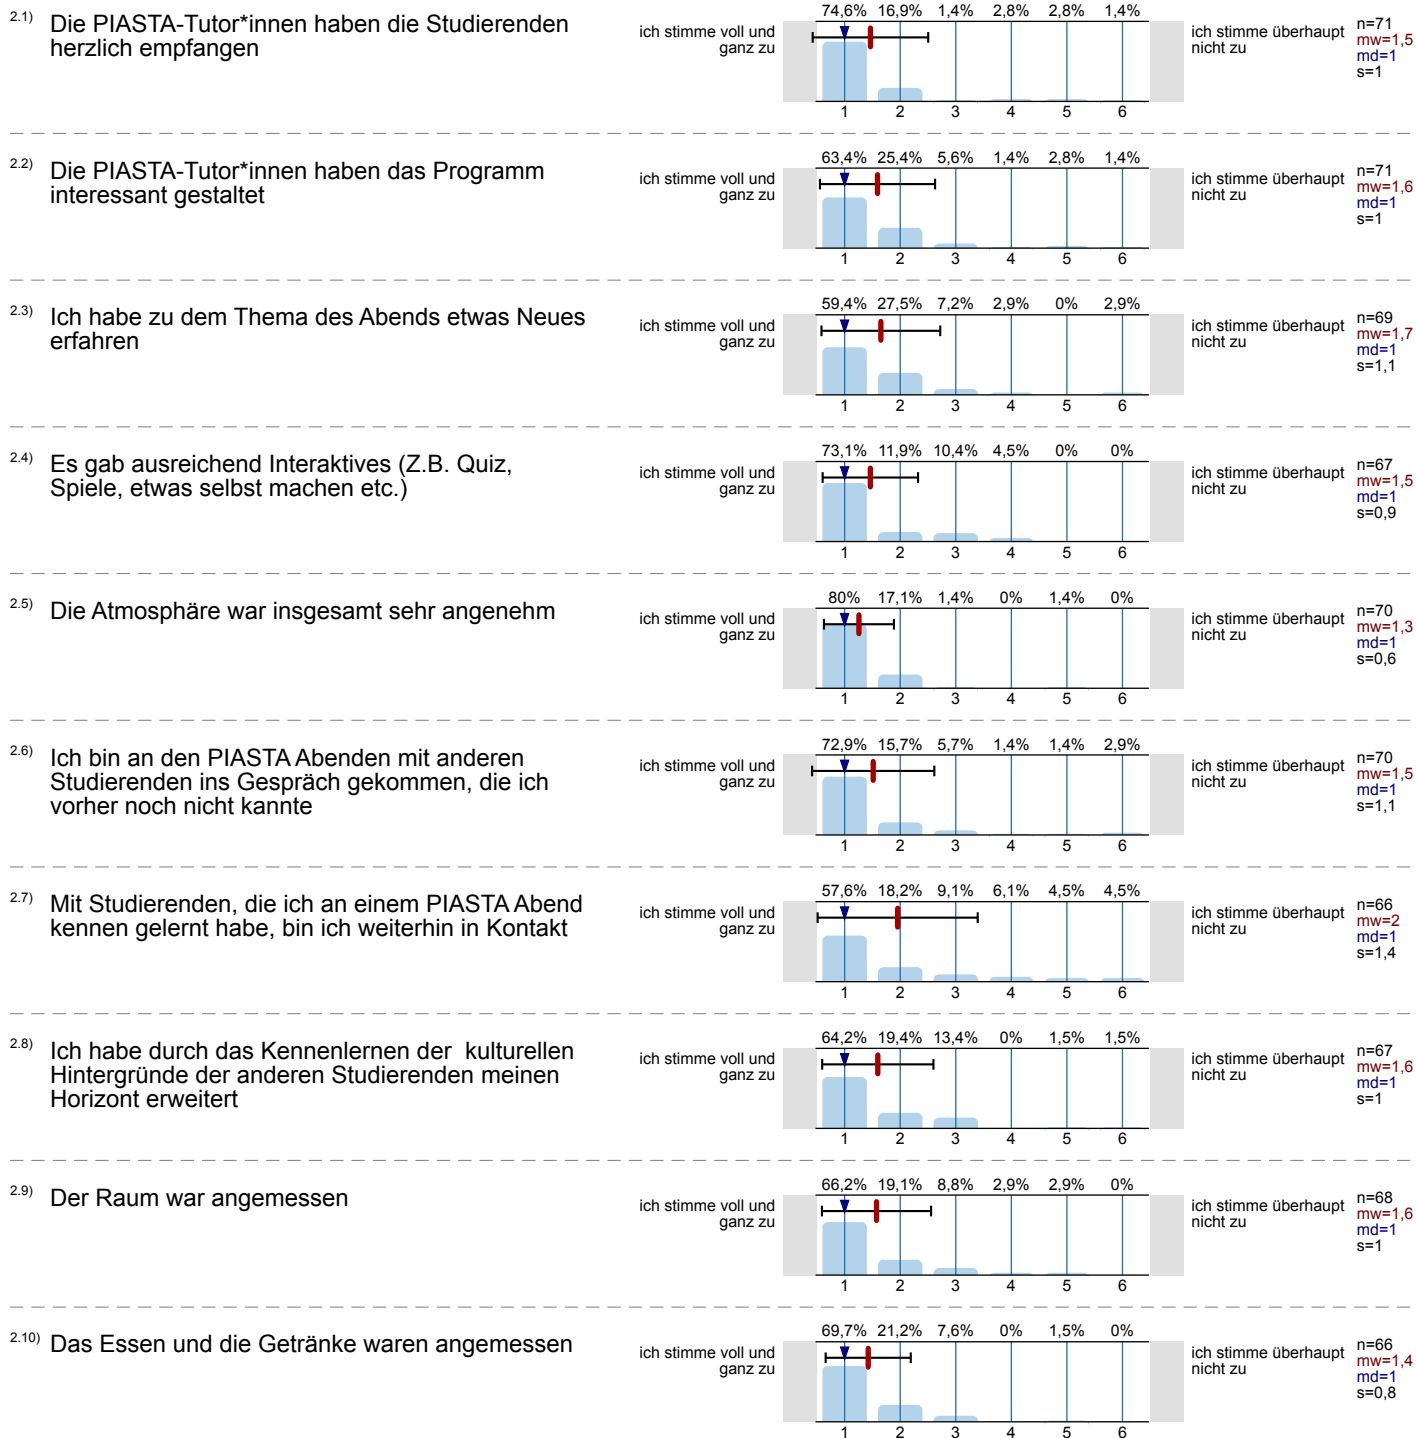 2.1) Die PIASTA-Tutor*innen haben die Studierenden
herzlich empfangen
ich stimme voll und
ganz zu
74,6% 16,9% 1,4% 2,8% 2,8% 1,4%
1 2 3 4 5 6
ich stimme überhaupt
nicht zu
n=71
mw=1,5
md=1
s=1
2.2) Die PIASTA-Tutor*innen haben das Programm
interessant gestaltet
ich stimme voll und
ganz zu
63,4% 25,4% 5,6% 1,4% 2,8% 1,4%
1 2 3 4 5 6
ich stimme überhaupt
nicht zu
n=71
mw=1,6
md=1
s=1
2.3) Ich habe zu dem Thema des Abends etwas Neues
erfahren
ich stimme voll und
ganz zu
59,4% 27,5% 7,2% 2,9% 0% 2,9%
1 2 3 4 5 6
ich stimme überhaupt
nicht zu
n=69
mw=1,7
md=1
s=1,1
2.4) Es gab ausreichend Interaktives (Z.B. Quiz,
Spiele, etwas selbst machen etc.)
ich stimme voll und
ganz zu
73,1% 11,9% 10,4% 4,5% 0% 0%
1 2 3 4 5 6
ich stimme überhaupt
nicht zu
n=67
mw=1,5
md=1
s=0,9
2.5) Die Atmosphäre war insgesamt sehr angenehm
ich stimme voll und
ganz zu
80% 17,1% 1,4% 0% 1,4% 0%
1 2 3 4 5 6
ich stimme überhaupt
nicht zu
n=70
mw=1,3
md=1
s=0,6
2.6) Ich bin an den PIASTA Abenden mit anderen
Studierenden ins Gespräch gekommen, die ich
vorher noch nicht kannte
ich stimme voll und
ganz zu
72,9% 15,7% 5,7% 1,4% 1,4% 2,9%
1 2 3 4 5 6
ich stimme überhaupt
nicht zu
n=70
mw=1,5
md=1
s=1,1
2.7) Mit Studierenden, die ich an einem PIASTA Abend
kennen gelernt habe, bin ich weiterhin in Kontakt
ich stimme voll und
ganz zu
57,6% 18,2% 9,1% 6,1% 4,5% 4,5%
1 2 3 4 5 6
ich stimme überhaupt
nicht zu
n=66
mw=2
md=1
s=1,4
2.8) Ich habe durch das Kennenlernen der kulturellen
Hintergründe der anderen Studierenden meinen
Horizont erweitert
ich stimme voll und
ganz zu
64,2% 19,4% 13,4% 0% 1,5% 1,5%
1 2 3 4 5 6
ich stimme überhaupt
nicht zu
n=67
mw=1,6
md=1
s=1
2.9) Der Raum war angemessen
ich stimme voll und
ganz zu
66,2% 19,1% 8,8% 2,9% 2,9% 0%
1 2 3 4 5 6
ich stimme überhaupt
nicht zu
n=68
mw=1,6
md=1
s=1
2.10) Das Essen und die Getränke waren angemessen
ich stimme voll und
ganz zu
69,7% 21,2% 7,6% 0% 1,5% 0%
1 2 3 4 5 6
ich stimme überhaupt
nicht zu
n=66
mw=1,4
md=1
s=0,8